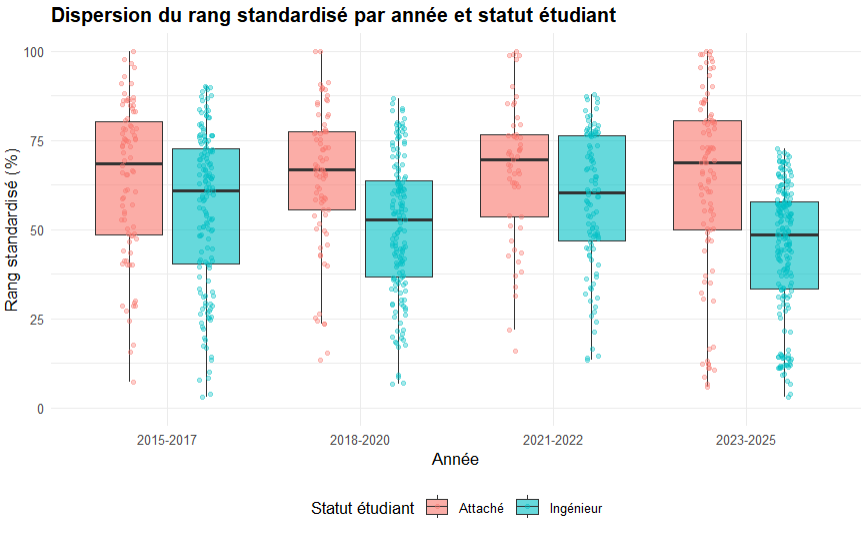 Dispersion du rang standardisé par année et statut étudiant
Rang standardisé (%)
100
75
50
25
0
2015-2017
2018-2020
2021-2022
2023-2025
Année
Statut étudiant
Attaché
Ingénieur